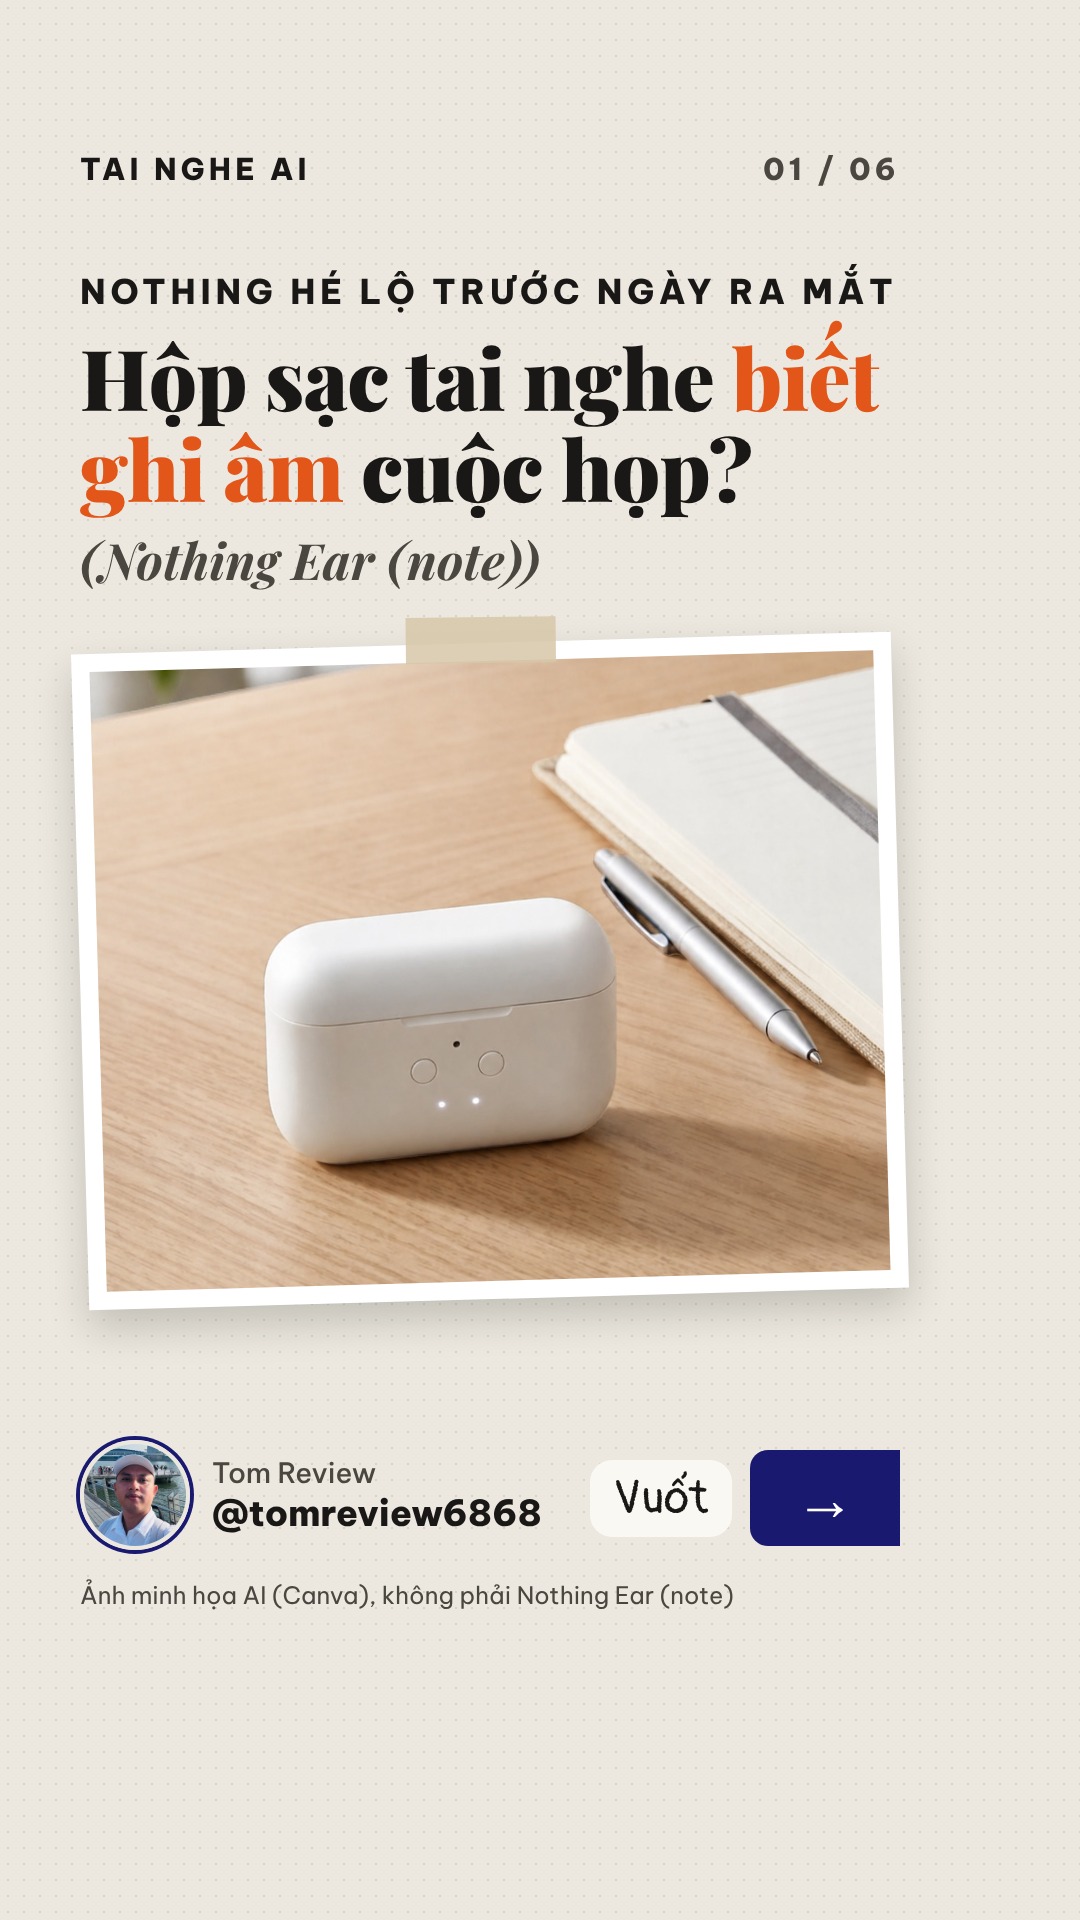 TAI NGHE AI
01 / 06
NOTHING HÉ LỘ TRƯỚC NGÀY RA MẮT
Hộp sạc tai nghe biết
ghi âm cuộc họp?
(Nothing Ear (note))
Tom Review
@tomreview6868
Vuốt
→
Ảnh minh họa AI (Canva), không phải Nothing Ear (note)